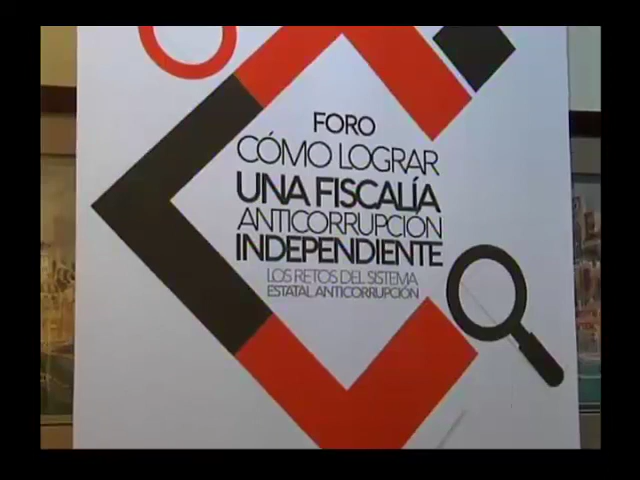 FORO
CÓMO LOGRAR
UNA FISCALÍA
ANTICORRUPCIÓN
INDEPENDIENTE
LOS RETOS DEL SISTEMA
ESTATAL ANTICORRUPCIÓN